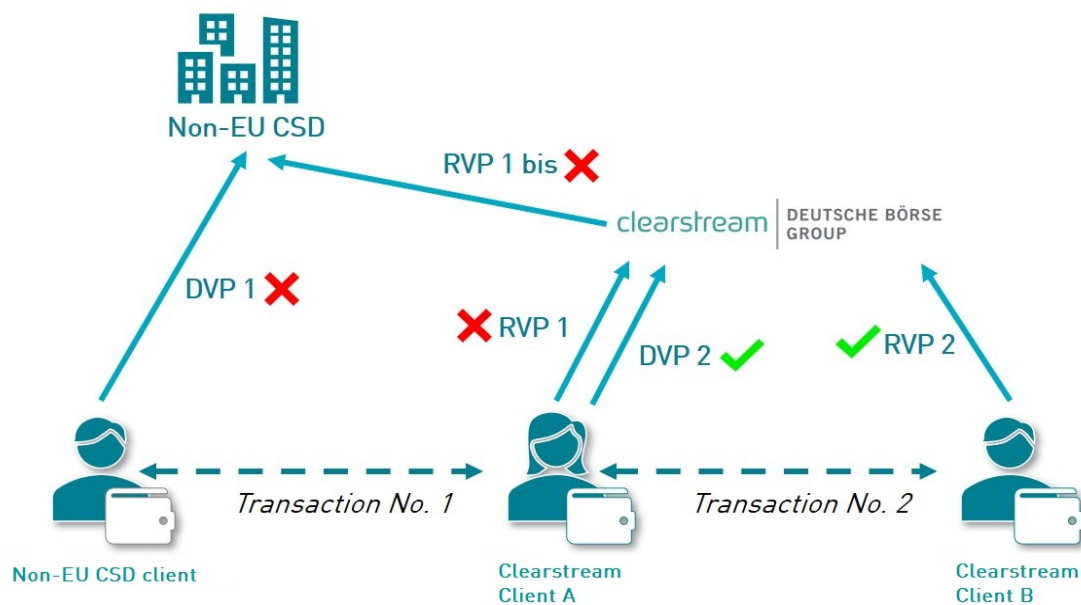 Non-EU CSD
RVP 1 bis
clearstream
DEUTSCHE BÖRSE
GROUP
DVP 1
RVP 1
DVP 2
RVP 2
Transaction No. 1
Transaction No. 2
Non-EU CSD client
Clearstream
Client A
Clearstream
Client B